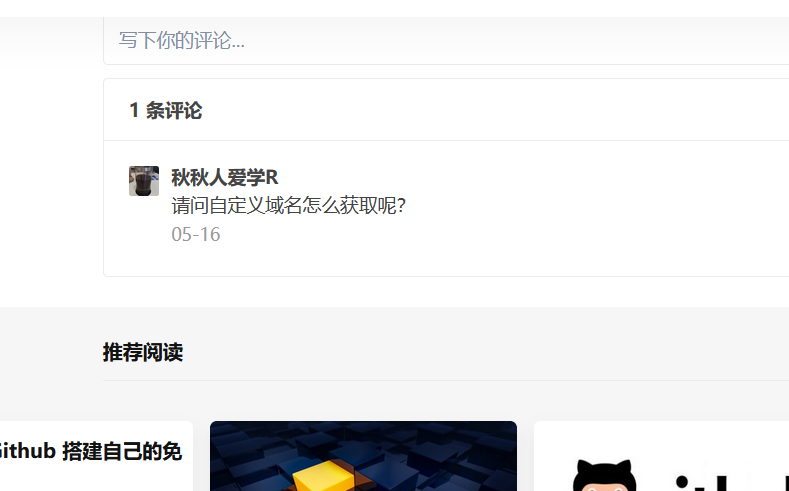 写下你的评论...
1 条评论
秋秋人爱学R
请问自定义域名怎么获取呢？
05-16
推荐阅读
Github 搭建自己的免